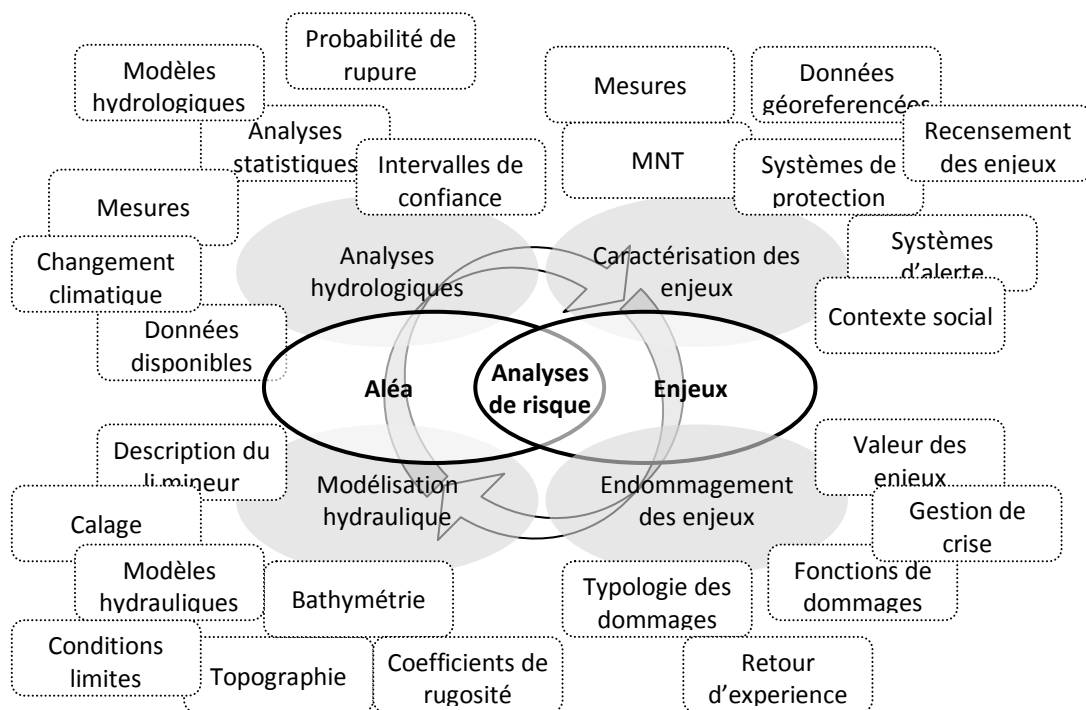 Probabilité de
rupure
Modèles
hydrologiques
Analyses
statistiques
Intervalles de
confiance
Mesures
Changement
climatique
Données
disponibles
Mesures
Données
géoreferencées
MNT
Recensement
des enjeux
Systèmes de
protection
Systèmes
d'alerte
Contexte social
Analyses
hydrologiques
Caractérisation des
enjeux
Aléa
Analyses
de risque
Enjeux
Modélisation
hydraulique
Endommagement
des enjeux
Description du
li mineur
Calage
Modèles
hydrauliques
Bathymétrie
Conditions
limites
Topographie
Coefficients de
rugosité
Valeur des
enjeux
Gestion de
crise
Fonctions de
dommages
Typologie des
dommages
Retour
d'experience